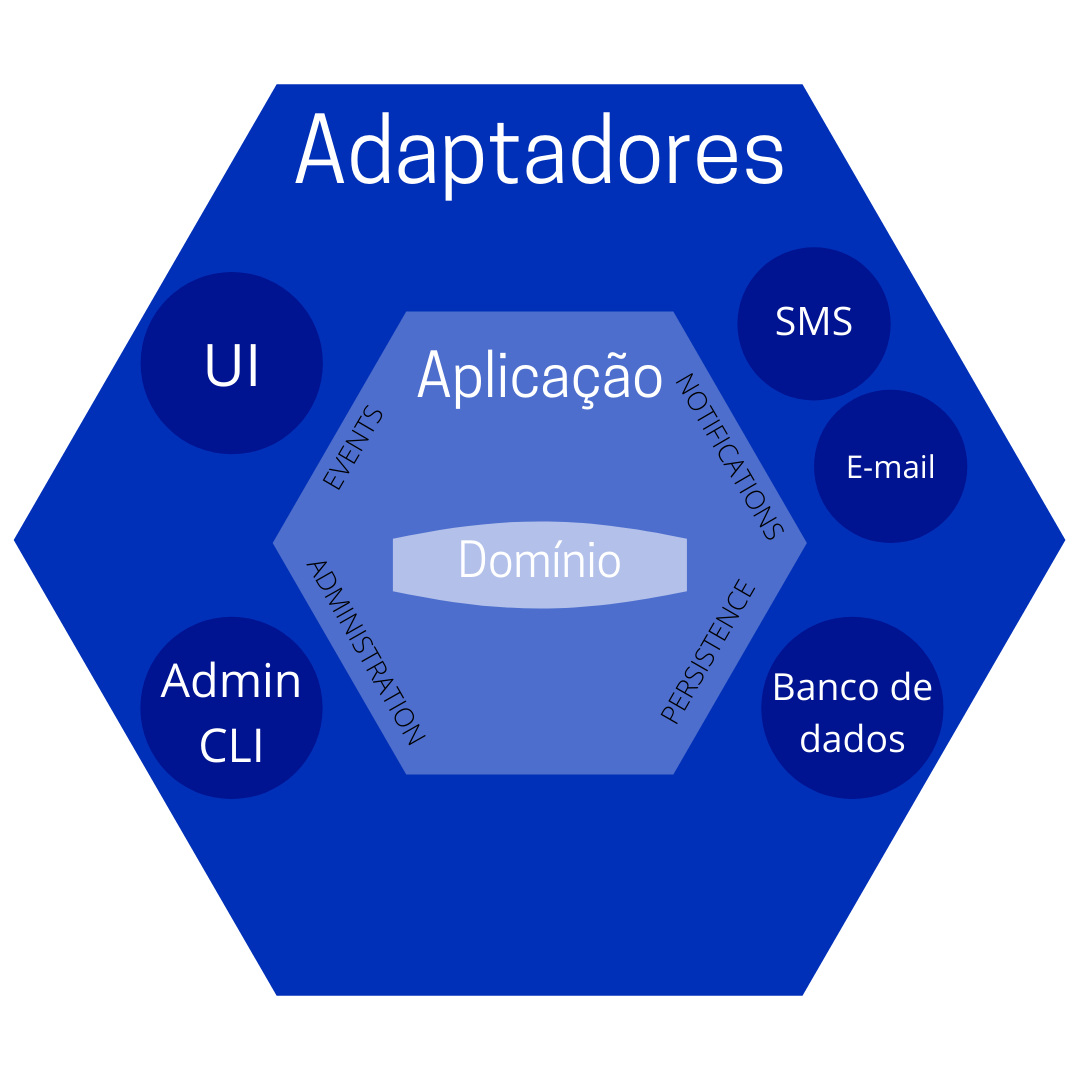 Adaptadores
UI
SMS
E-mail
Aplicação
EVENTS
NOTIFICATIONS
Domínio
ADMINISTRATION
PERSISTENCE
Admin
CLI
Banco de
dados